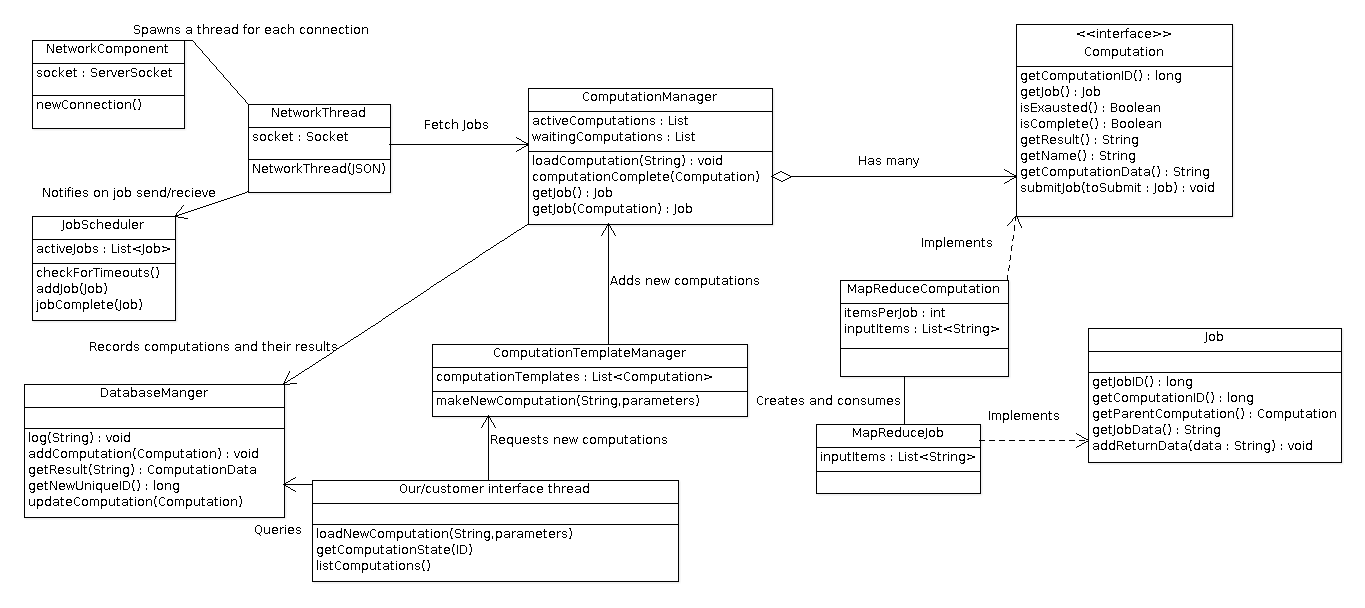 Spawns a thread for each connection
NetworkComponent
socket : ServerSocket
newConnection()
NetworkThread
socket : Socket
NetworkThread(JSON)
Fetch Jobs
Notifies on job send/recieve
JobScheduler
activeJobs : List<Job>
checkForTimeouts()
addJob(Job)
jobComplete(Job)
ComputationManager
activeComputations : List
waitingComputations : List
loadComputation(String) : void
computationComplete(Computation)
getJob() : Job
getJob(Computation) : Job
Has many
<<interface>>
Computation
getComputationID() : long
getJob() : Job
isExausted() : Boolean
isComplete() : Boolean
getResult() : String
getName() : String
getComputationData() : String
submitJob(toSubmit : Job) : void
Implements
Adds new computations
MapReduceComputation
itemsPerJob : int
inputItems : List<String>
Records computations and their results
ComputationTemplateManager
computationTemplates : List<Computation>
makeNewComputation(String,parameters)
Job
getJobID() : long
getComputationID() : long
getParentComputation() : Computation
getJobData() : String
addReturnData(data : String) : void
DatabaseManger
log(String) : void
addComputation(Computation) : void
getResult(String) : ComputationData
getNewUniqueID() : long
updateComputation(Computation)
Creates and consumes
Implements
MapReduceJob
inputItems : List<String>
Requests new computations
Our/customer interface thread
loadNewComputation(String,parameters)
getComputationState(ID)
listComputations()
Queries